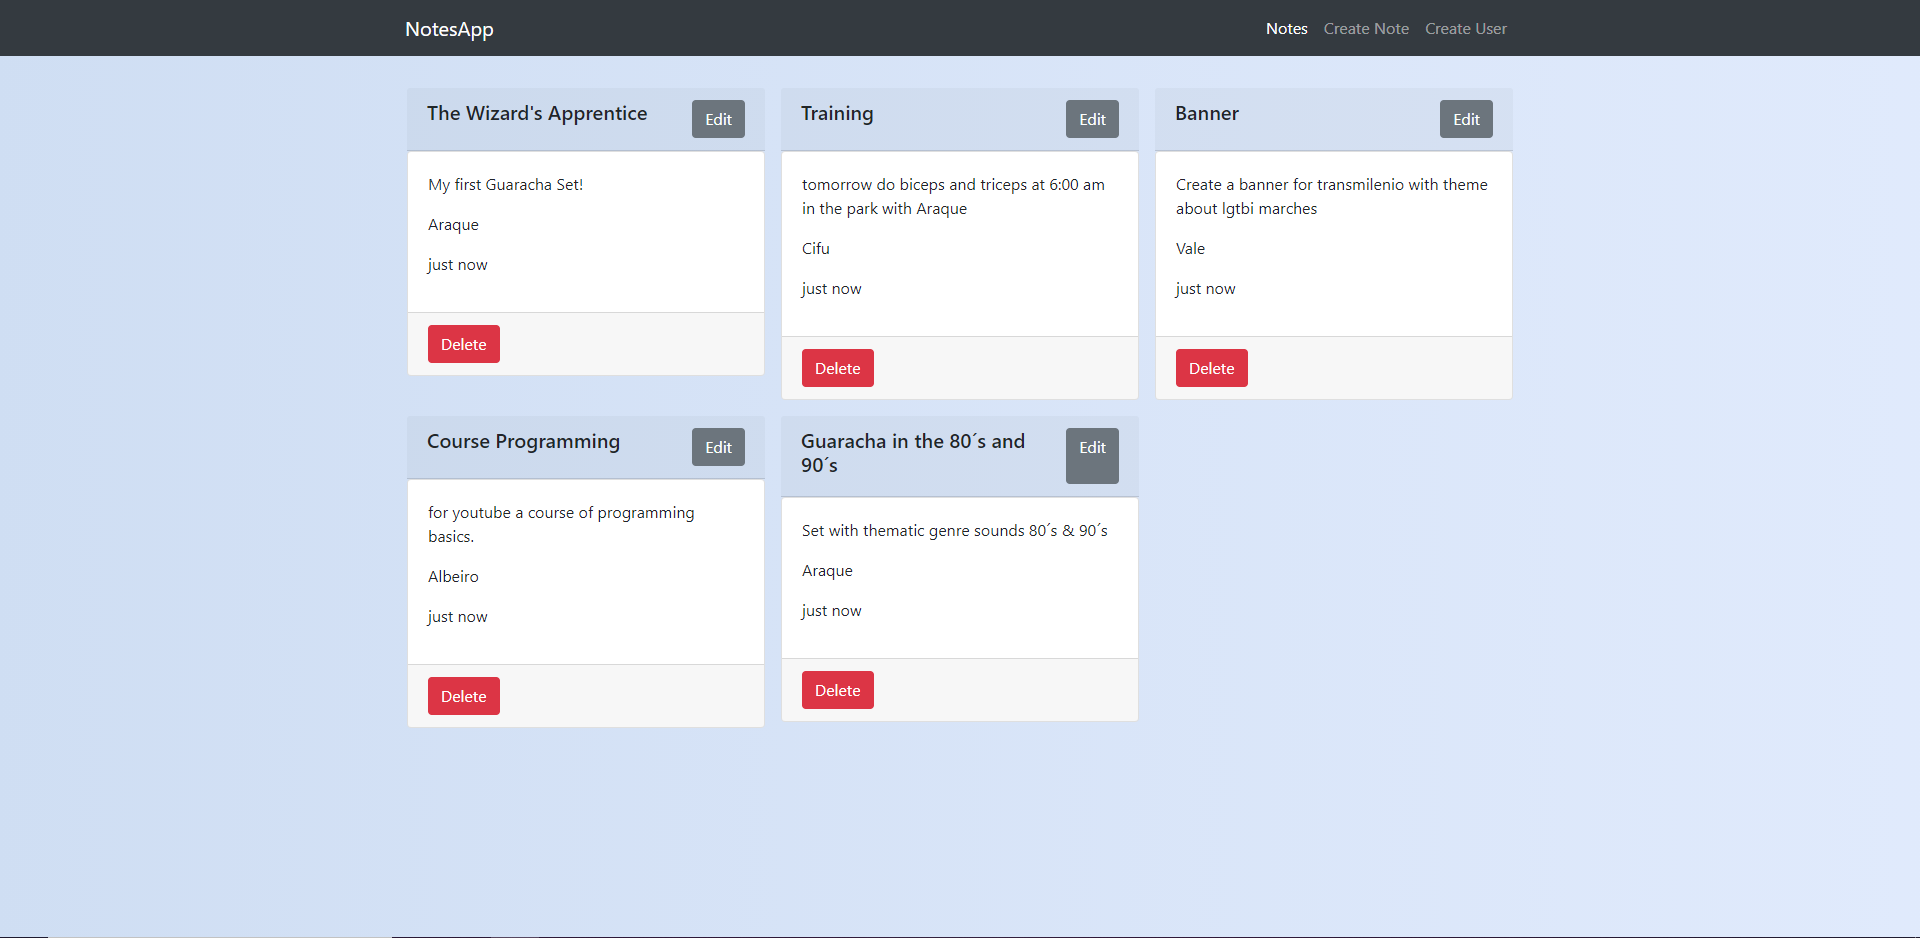 NotesApp
Notes Create Note Create User
The Wizard's Apprentice
Edit
My first Guaracha Set!
Araque
just now
Delete
Training
Edit
tomorrow do biceps and triceps at 6:00 am
in the park with Araque
Cifu
just now
Delete
Banner
Edit
Create a banner for transmilenio with theme
about lgtbi marches
Vale
just now
Delete
Course Programming
Edit
for youtube a course of programming
basics.
Albeiro
just now
Delete
Guaracha in the 80´s and
90´s
Edit
Set with thematic genre sounds 80´s & 90´s
Araque
just now
Delete